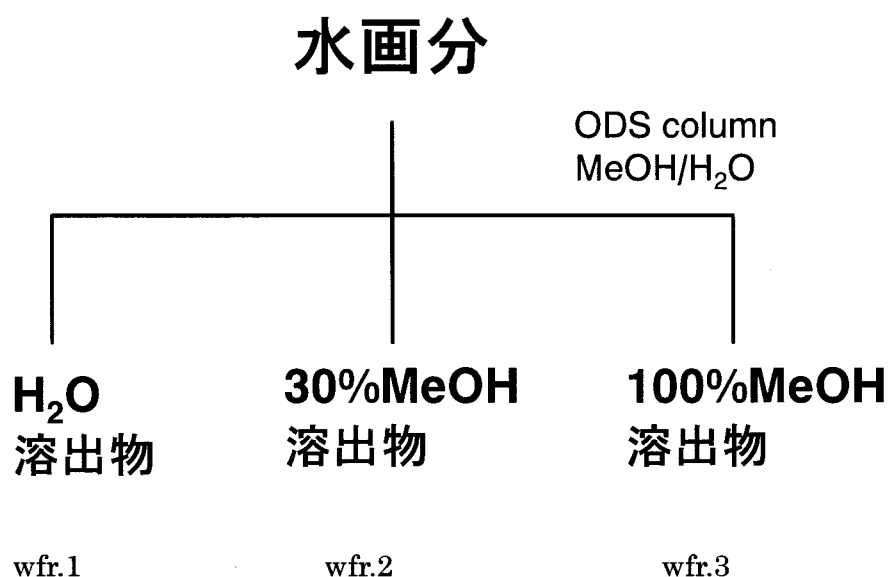 水画分
ODS column
MeOH/H₂O
H₂O
溶出物
30%MeOH
溶出物
100%MeOH
溶出物
wfr.1
wfr.2
wfr.3